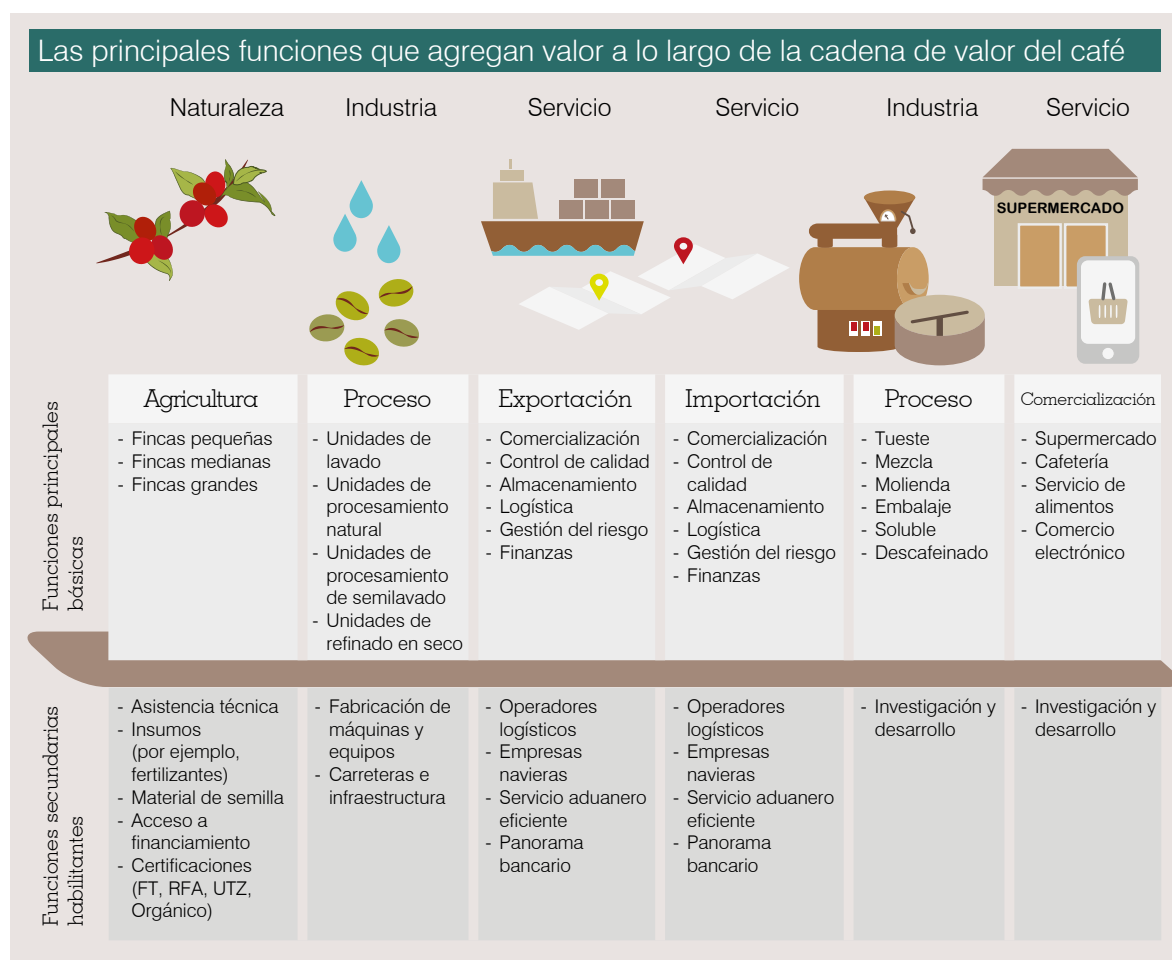 Las principales funciones que agregan valor a lo largo de la cadena de valor del café
Naturaleza
Industria
Servicio
Servicio
Industria
Servicio
SUPERMERCADO
Funciones principales
básicas
Agricultura
- Fincas pequeñas
- Fincas medianas
- Fincas grandes
Proceso
- Unidades de
lavado
- Unidades de
procesamiento
natural
- Unidades de
procesamiento
de semilavado
- Unidades de
refinado en seco
Exportación
- Comercialización
- Control de calidad
- Almacenamiento
- Logística
- Gestión del riesgo
- Finanzas
Importación
- Comercialización
- Control de
calidad
- Almacenamiento
- Logística
- Gestión del riesgo
- Finanzas
Proceso
- Tueste
- Mezcla
- Molienda
- Embalaje
- Soluble
- Descafeinado
Comercialización
- Supermercado
- Cafetería
- Servicio de
alimentos
- Comercio
electrónico
Funciones secundarias
habilitantes
- Asistencia técnica
- Insumos
(por ejemplo,
fertilizantes)
- Material de semilla
- Acceso a
financiamiento
- Certificaciones
(FT, RFA, UTZ,
Orgánico)
- Fabricación de
máquinas y
equipos
- Carreteras e
infraestructura
- Operadores
logísticos
- Empresas
navieras
- Servicio aduanero
eficiente
- Panorama
bancario
- Operadores
logísticos
- Empresas
navieras
- Servicio aduanero
eficiente
- Panorama
bancario
- Investigación y
desarrollo
- Investigación y
desarrollo